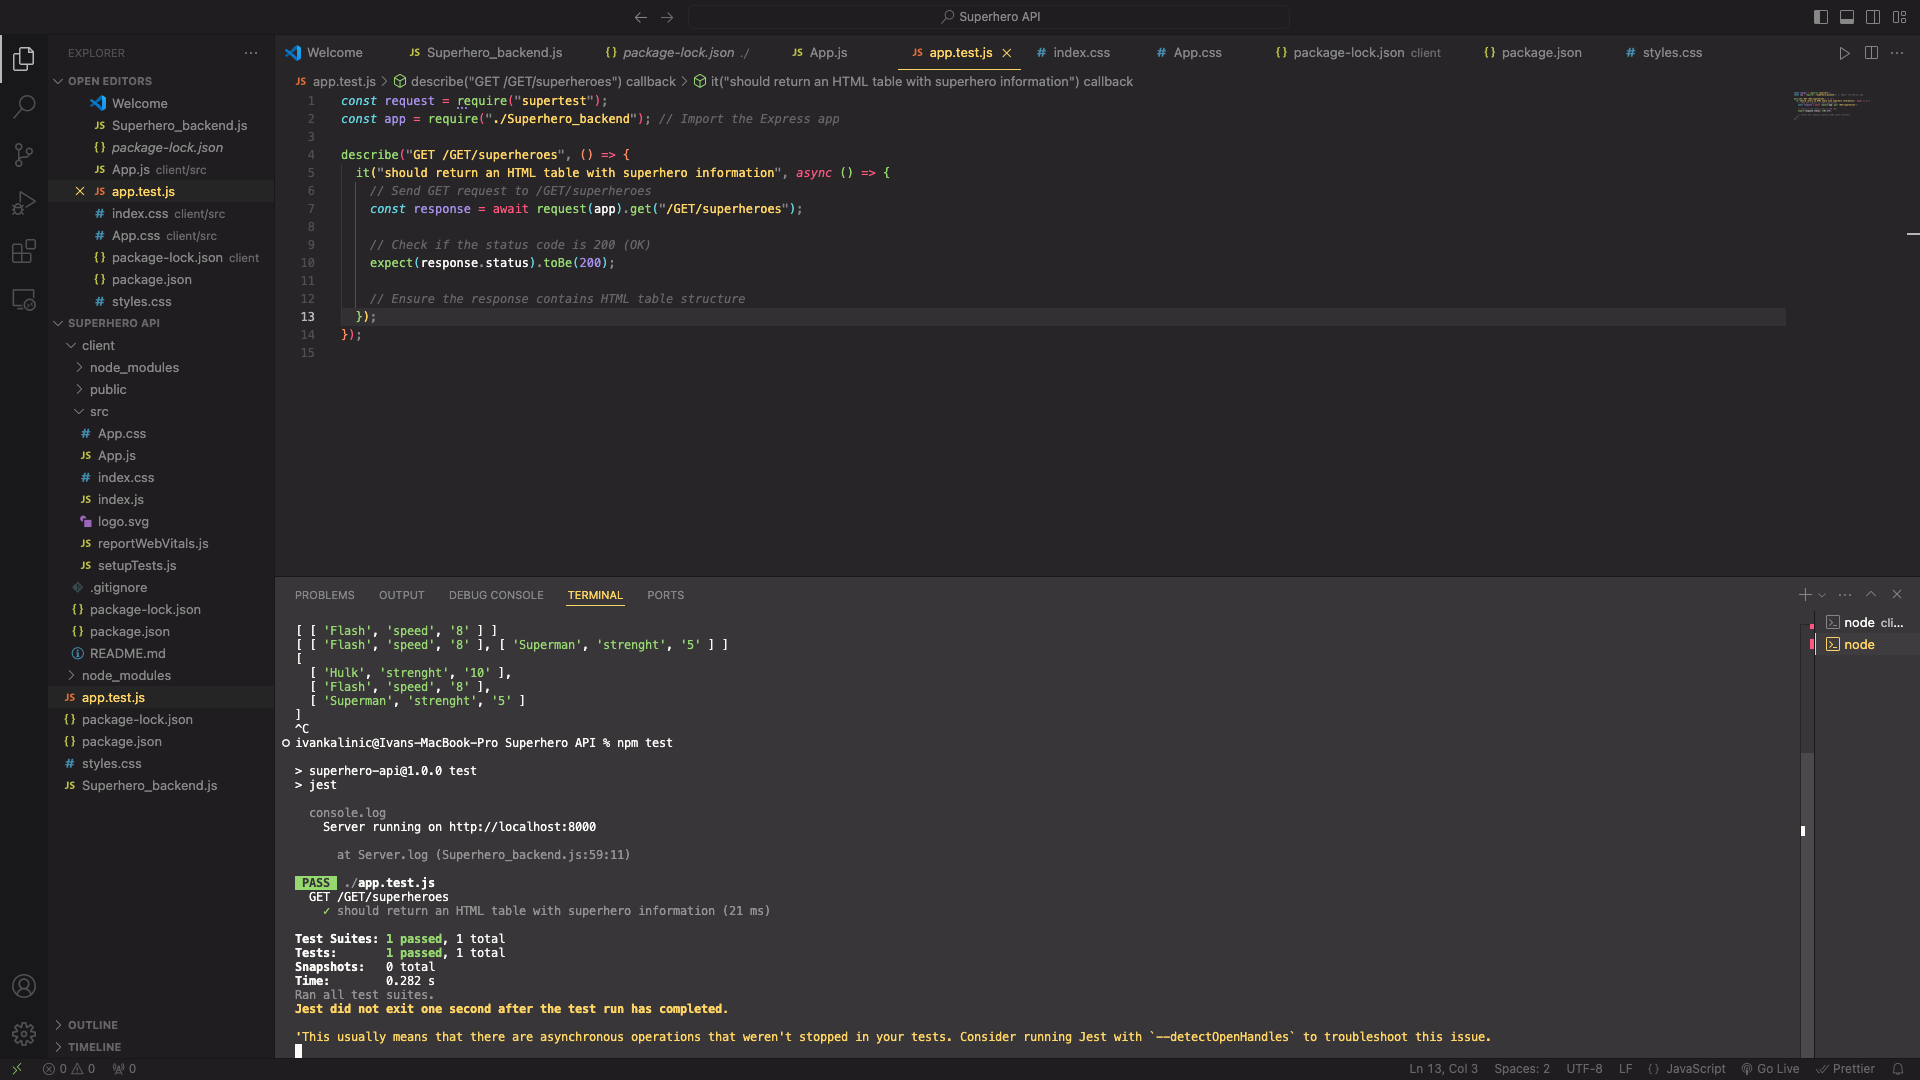 Superhero API
EXPLORER
OPEN EDITORS
Welcome
JS Superhero_backend.js
{} package-lock.json
JS App.js client/src
JS app.test.js
# index.css client/src
# App.css client/src
{} package-lock.json client
{} package.json
# styles.css
SUPERHERO API
client
node_modules
public
src
# App.css
JS App.js
# index.css
JS index.js
logo.svg
JS reportWebVitals.js
JS setupTests.js
.gitignore
{} package-lock.json
{} package.json
README.md
node_modules
JS app.test.js
{} package-lock.json
{} package.json
# styles.css
JS Superhero_backend.js
OUTLINE
TIMELINE
Welcome JS Superhero_backend.js {} package-lock.json ./ JS App.js JS app.test.js # index.css # App.css {} package-lock.json client {} package.json # styles.css
JS app.test.js > describe("GET /GET/superheroes") callback > it("should return an HTML table with superhero information") callback
1 const request = require("supertest");
2 const app = require("./Superhero_backend"); // Import the Express app
3
4 describe("GET /GET/superheroes", () => {
5 it("should return an HTML table with superhero information", async () => {
6 // Send GET request to /GET/superheroes
7 const response = await request(app).get("/GET/superheroes");
8
9 // Check if the status code is 200 (OK)
10 expect(response.status).toBe(200);
11
12 // Ensure the response contains HTML table structure
13 });
14 });
15
PROBLEMS OUTPUT DEBUG CONSOLE TERMINAL PORTS
node cli...
node
[ [ 'Flash', 'speed', '8' ] ]
[ [ 'Flash', 'speed', '8' ], [ 'Superman', 'strenght', '5' ] ]
[
[ 'Hulk', 'strenght', '10' ],
[ 'Flash', 'speed', '8' ],
[ 'Superman', 'strenght', '5' ]
]
^C
ivankalinic@Ivans-MacBook-Pro Superhero API % npm test
> superhero-api@1.0.0 test
> jest
console.log
Server running on http://localhost:8000
at Server.log (Superhero_backend.js:59:11)
PASS ./app.test.js
GET /GET/superheroes
✓ should return an HTML table with superhero information (21 ms)
Test Suites: 1 passed, 1 total
Tests: 1 passed, 1 total
Snapshots: 0 total
Time: 0.282 s
Ran all test suites.
Jest did not exit one second after the test run has completed.
'This usually means that there are asynchronous operations that weren't stopped in your tests. Consider running Jest with `--detectOpenHandles` to troubleshoot this issue.
0 0 0 Ln 13, Col 3 Spaces: 2 UTF-8 LF {} JavaScript Go Live Prettier